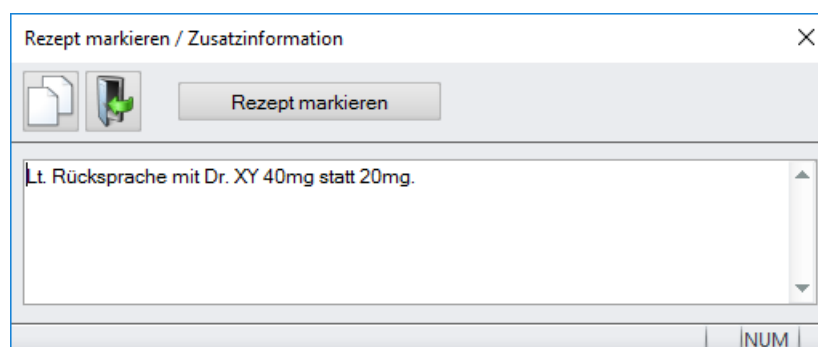 Rezept markieren / Zusatzinformation
Rezept markieren
Lt. Rücksprache mit Dr. XY 40mg statt 20mg.
NUM